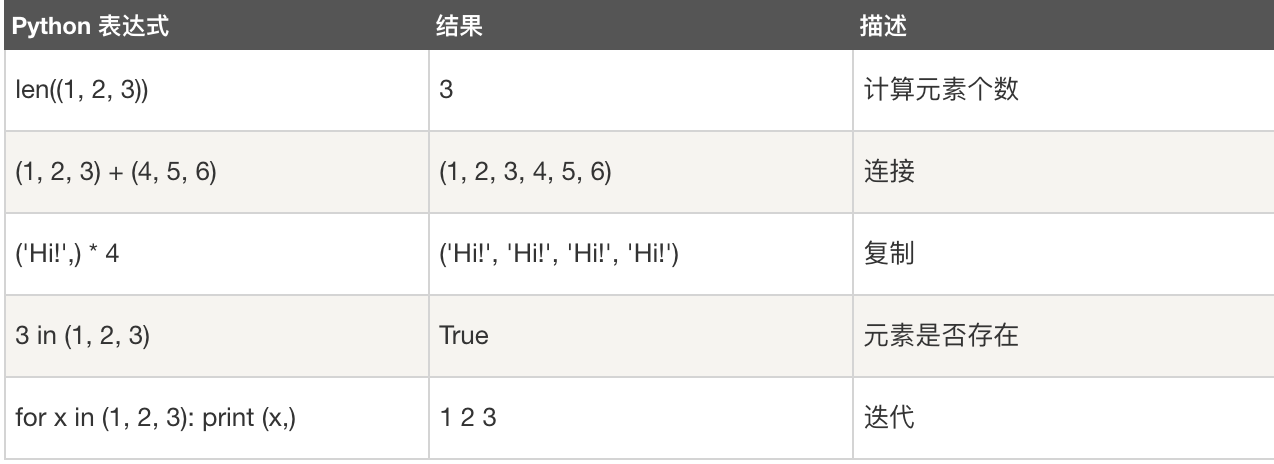 Python 表达式 结果 描述
len((1, 2, 3)) 3 计算元素个数
(1, 2, 3) + (4, 5, 6) (1, 2, 3, 4, 5, 6) 连接
('Hi!',) * 4 ('Hi!', 'Hi!', 'Hi!', 'Hi!') 复制
3 in (1, 2, 3) True 元素是否存在
for x in (1, 2, 3): print (x,) 1 2 3 迭代